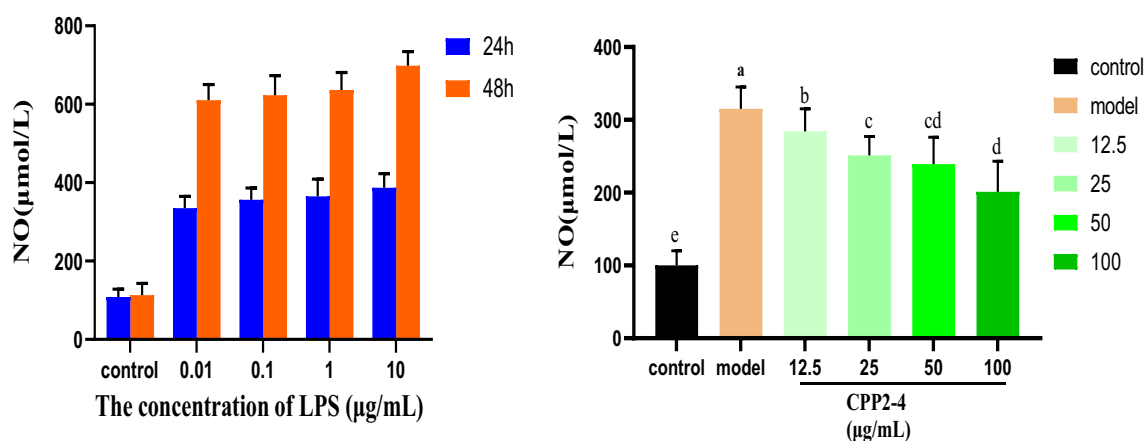 800
600
400
200
0
NO(μmol/L)
24h
48h
control 0.01 0.1 1 10
The concentration of LPS (μg/mL)
400
300
200
100
0
NO(μmol/L)
e
a
b
c
cd
d
control model 12.5 25 50 100
CPP2-4
(μg/mL)
control
model
12.5
25
50
100